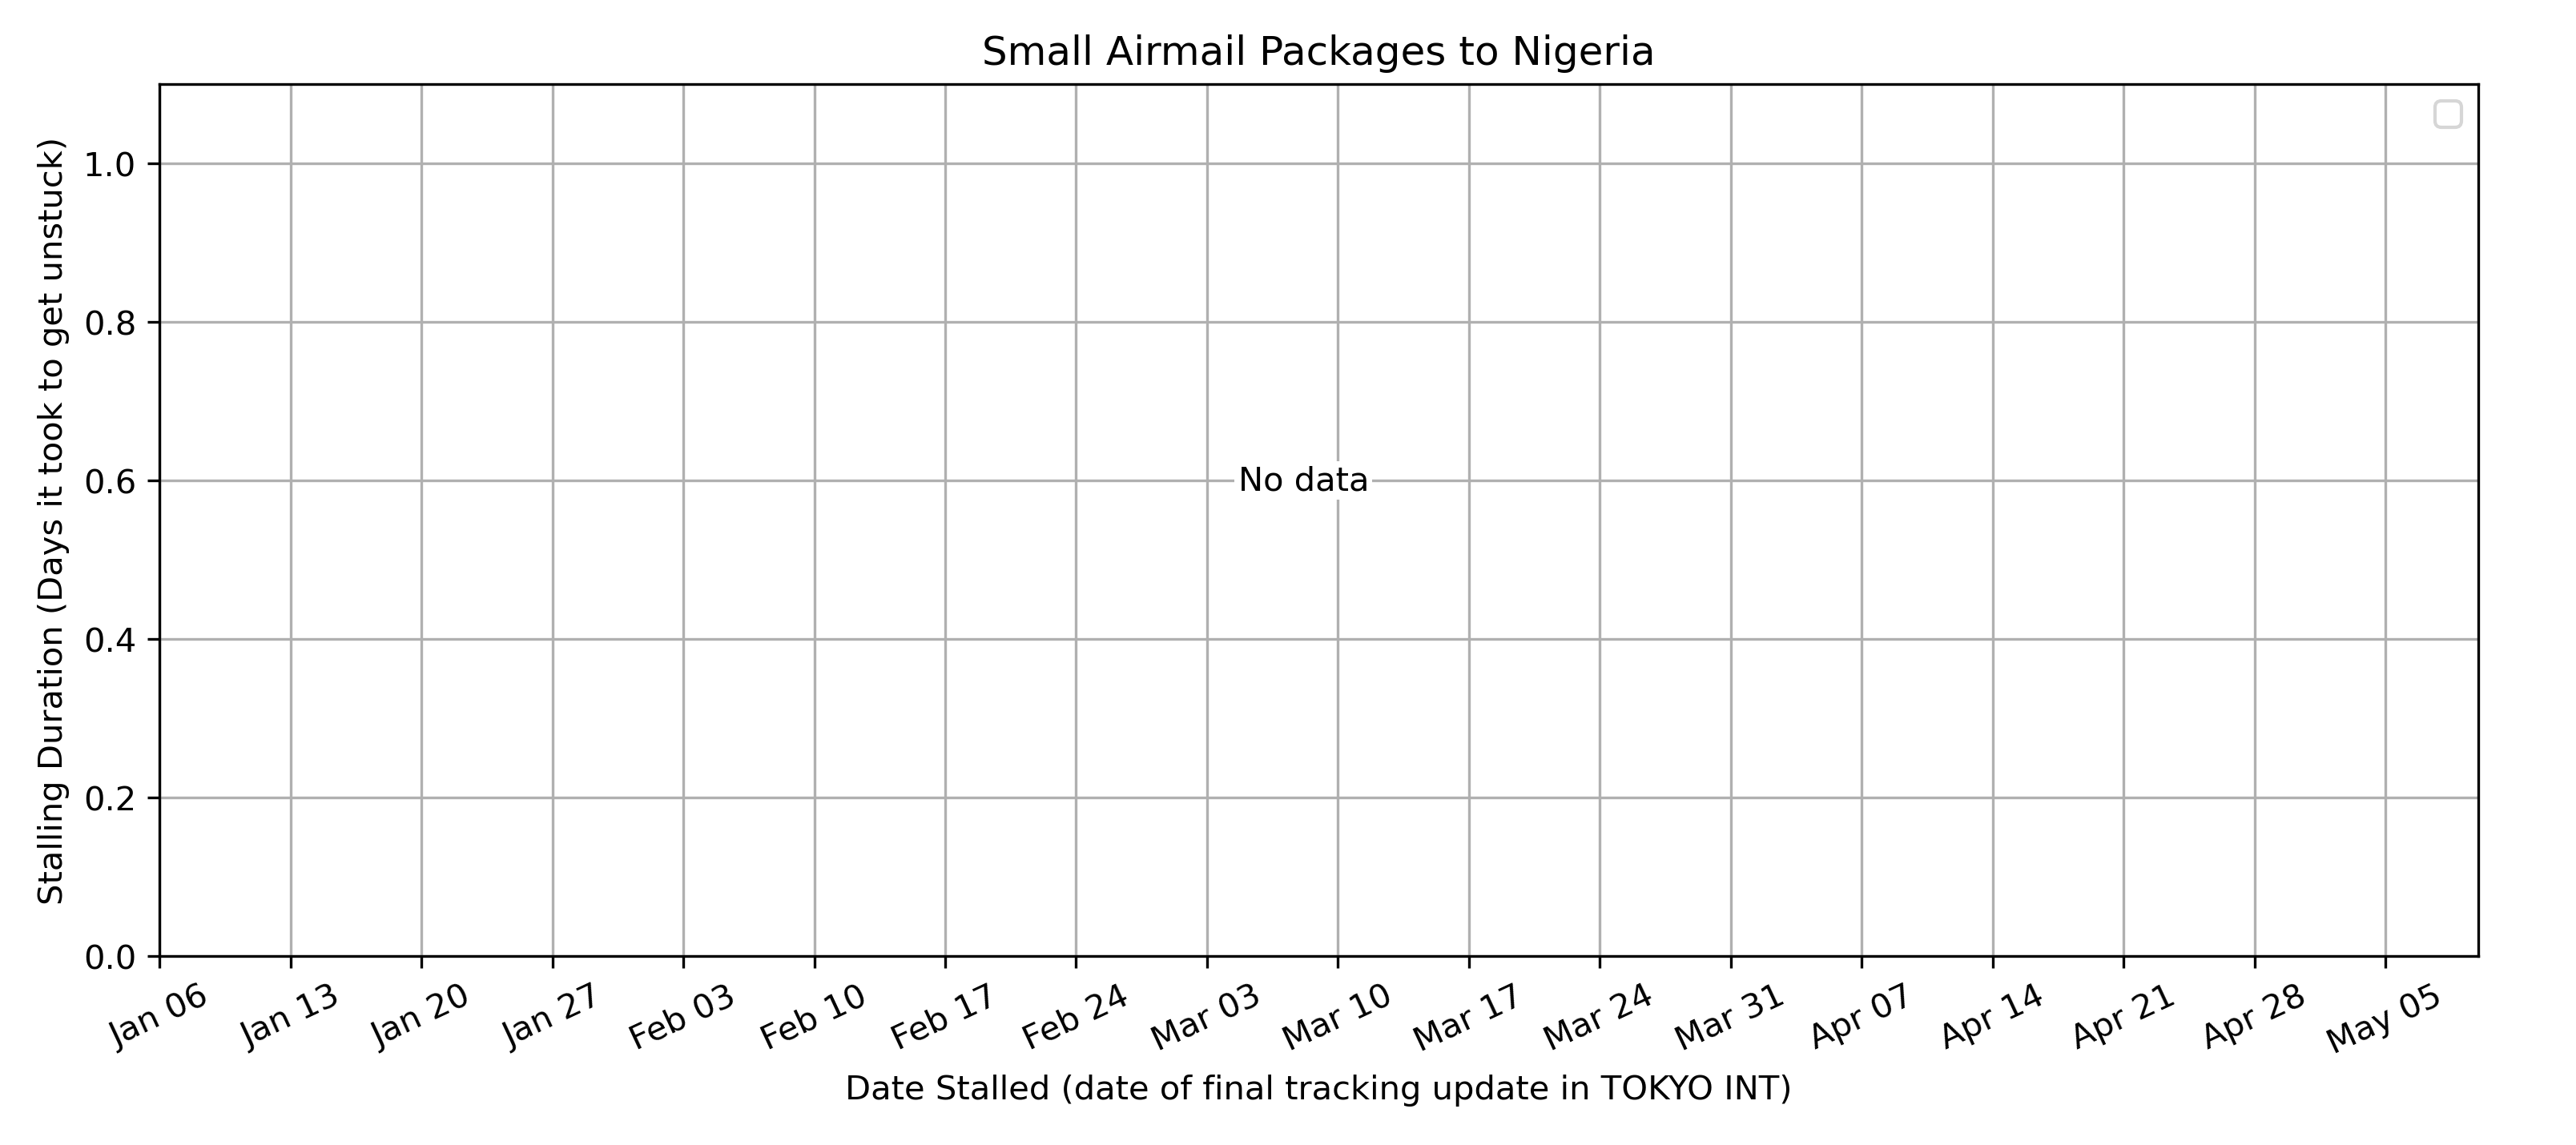 Small Airmail Packages to Nigeria
Stalling Duration (Days it took to get unstuck)
1.0
0.8
0.6
0.4
0.2
0.0
No data
Jan 06 Jan 13 Jan 20 Jan 27 Feb 03 Feb 10 Feb 17 Feb 24 Mar 03 Mar 10 Mar 17 Mar 24 Mar 31 Apr 07 Apr 14 Apr 21 Apr 28 May 05
Date Stalled (date of final tracking update in TOKYO INT)